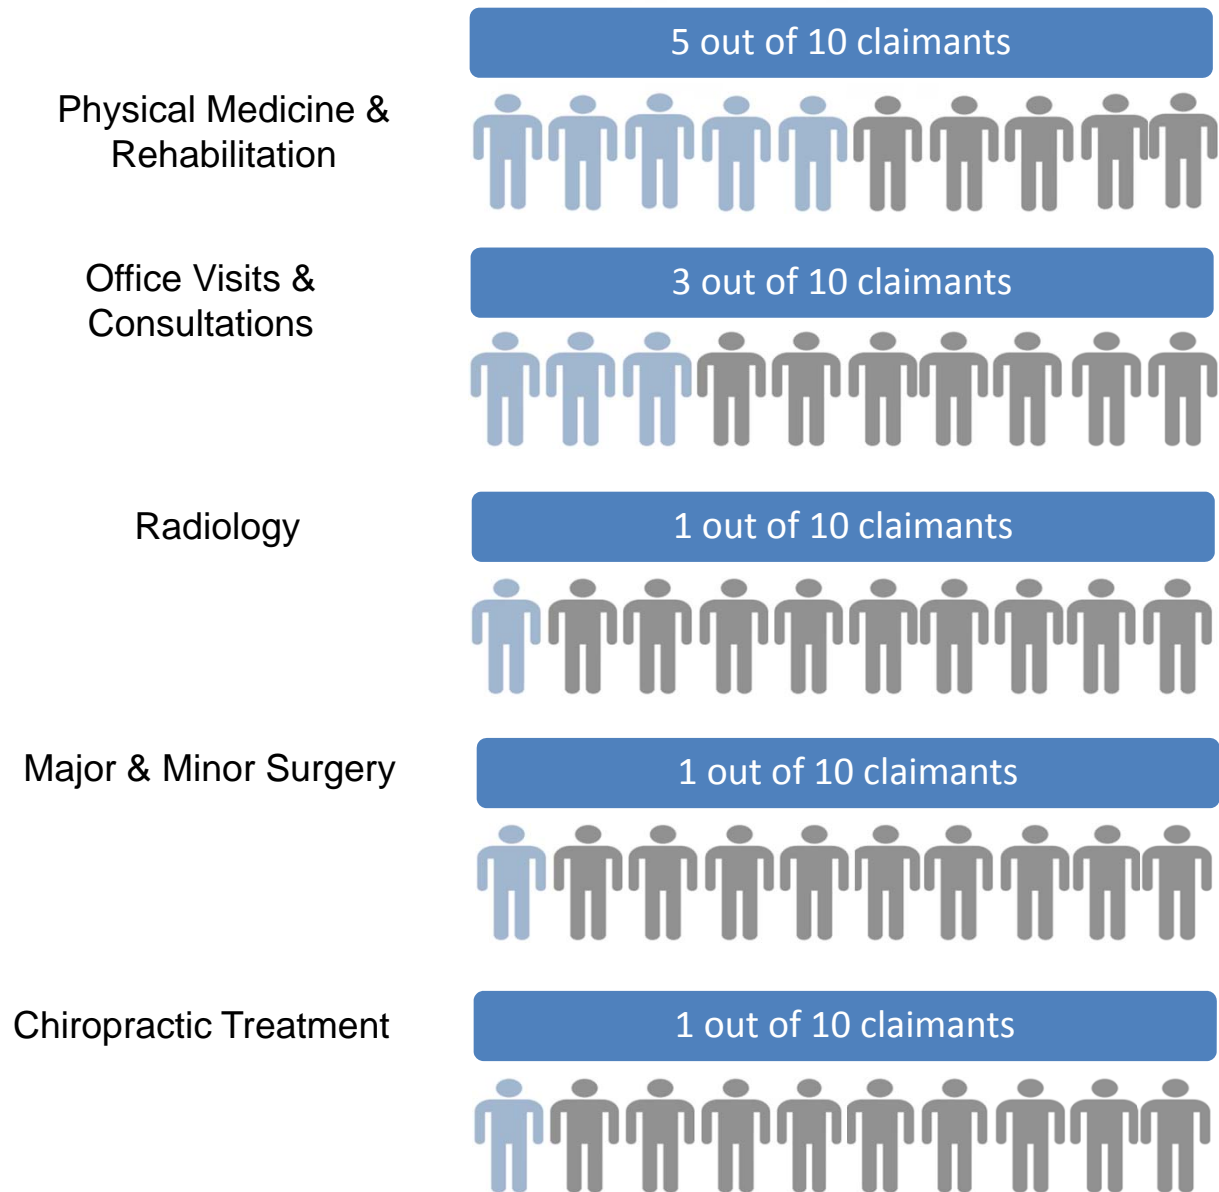 5 out of 10 claimants
Physical Medicine &
Rehabilitation
3 out of 10 claimants
Office Visits &
Consultations
1 out of 10 claimants
Radiology
1 out of 10 claimants
Major & Minor Surgery
1 out of 10 claimants
Chiropractic Treatment